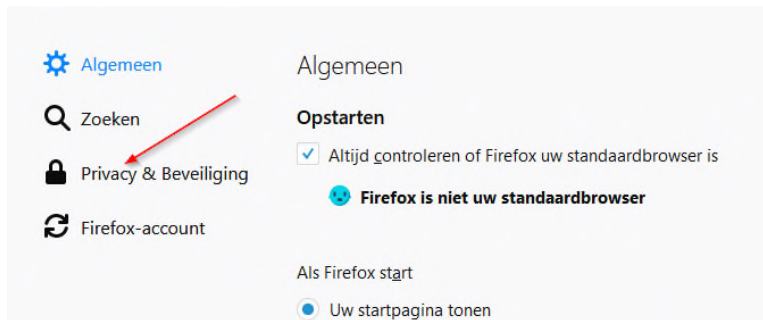 Algemeen
Zoeken
Privacy & Beveiliging
Firefox-account
Algemeen
Opstarten
Altijd controleren of Firefox uw standaardbrowser is
Firefox is niet uw standaardbrowser
Als Firefox start
Uw startpagina tonen